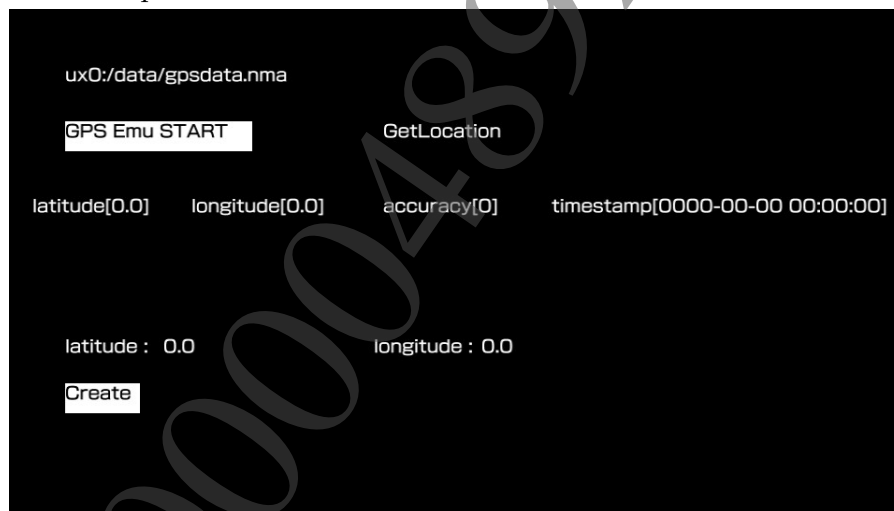 ux0:/data/gpsdata.nma
GPS Emu START GetLocation
latitude[0.0] longitude[0.0] accuracy[0] timestamp[0000-00-00 00:00:00]
latitude : 0.0 longitude : 0.0
Create